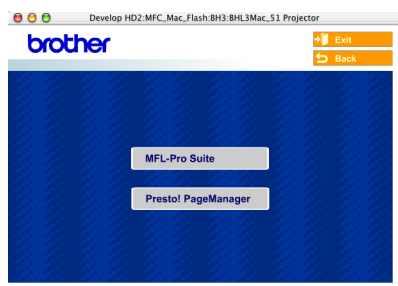 Develop HD2:MFC_Mac_Flash:BH3:BHL3Mac_51 Projector
brother
Exit
Back
MFL-Pro Suite
Presto! PageManager